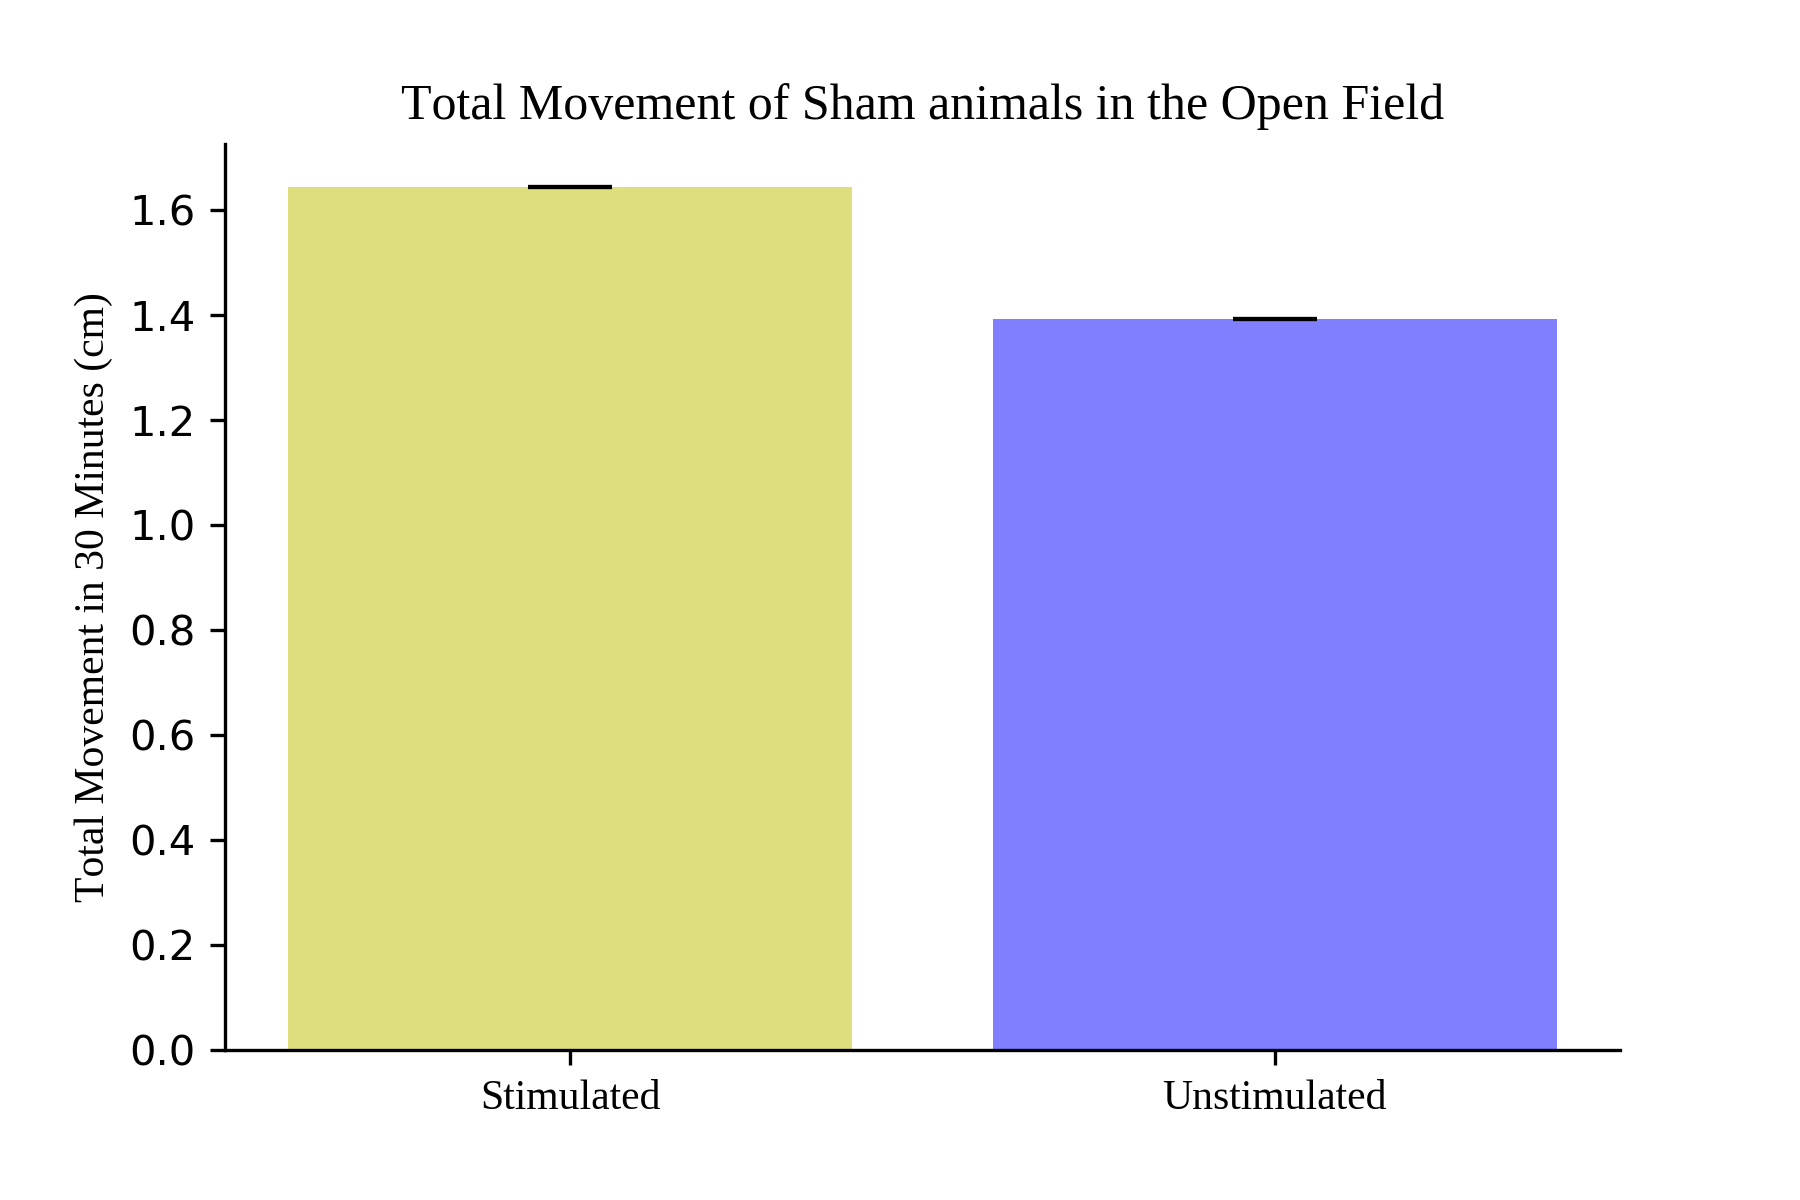 Total Movement of Sham animals in the Open Field
Total Movement in 30 Minutes (cm)
1.6
1.4
1.2
1.0
0.8
0.6
0.4
0.2
0.0
Stimulated
Unstimulated